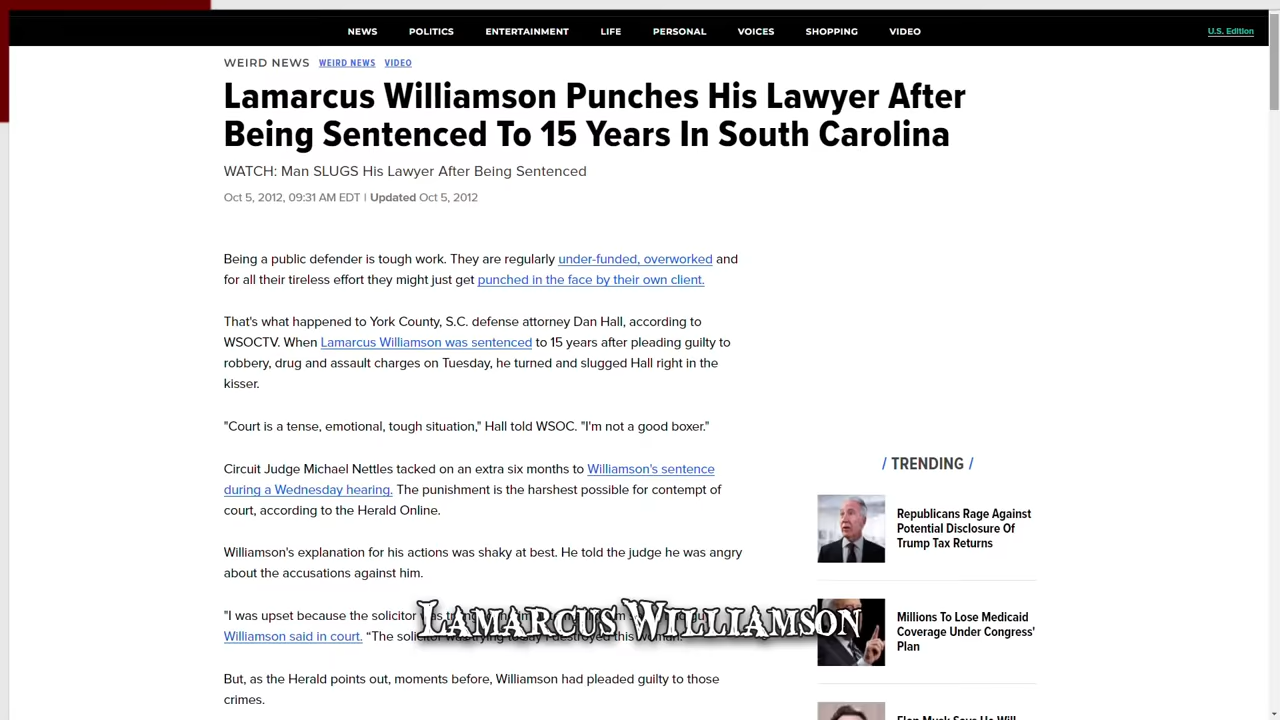 NEWS POLITICS ENTERTAINMENT LIFE PERSONAL VOICES SHOPPING VIDEO U.S. Edition
WEIRD NEWS WEIRD NEWS VIDEO
Lamarcus Williamson Punches His Lawyer After
Being Sentenced To 15 Years In South Carolina
WATCH: Man SLUGS His Lawyer After Being Sentenced
Oct 5, 2012, 09:31 AM EDT | Updated Oct 5, 2012
Being a public defender is tough work. They are regularly under-funded, overworked and
for all their tireless effort they might just get punched in the face by their own client.
That's what happened to York County, S.C. defense attorney Dan Hall, according to
WSOCTV. When Lamarcus Williamson was sentenced to 15 years after pleading guilty to
robbery, drug and assault charges on Tuesday, he turned and slugged Hall right in the
kisser.
"Court is a tense, emotional, tough situation," Hall told WSOC. "I'm not a good boxer."
Circuit Judge Michael Nettles tacked on an extra six months to Williamson's sentence
during a Wednesday hearing. The punishment is the harshest possible for contempt of
court, according to the Herald Online.
Williamson's explanation for his actions was shaky at best. He told the judge he was angry
about the accusations against him.
"I was upset because the solicitor
Williamson said in court. “The
LAMARCUS WILLIAMSON
But, as the Herald points out, moments before, Williamson had pleaded guilty to those
crimes.
/ TRENDING /
Republicans Rage Against
Potential Disclosure Of
Trump Tax Returns
Millions To Lose Medicaid
Coverage Under Congress'
Plan